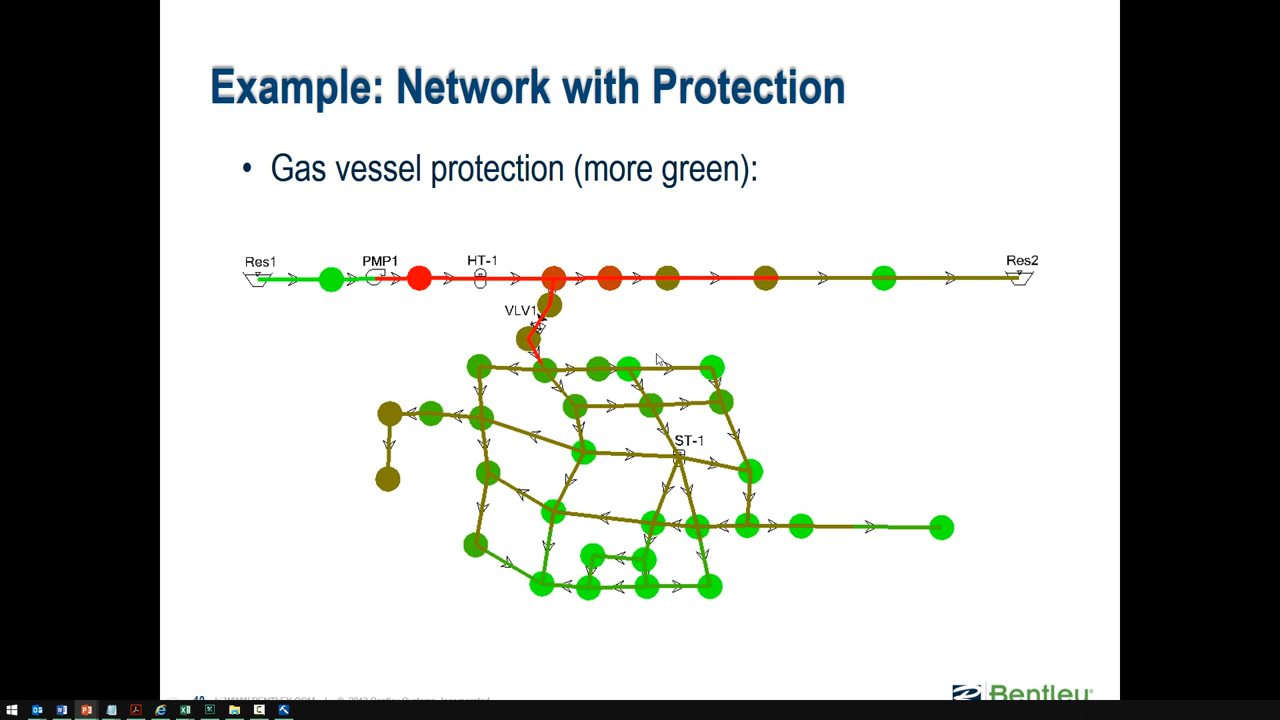 Example: Network with Protection
• Gas vessel protection (more green):
Res1
PMP1
HT-1
Res2
VLV1
ST-1
Bentley